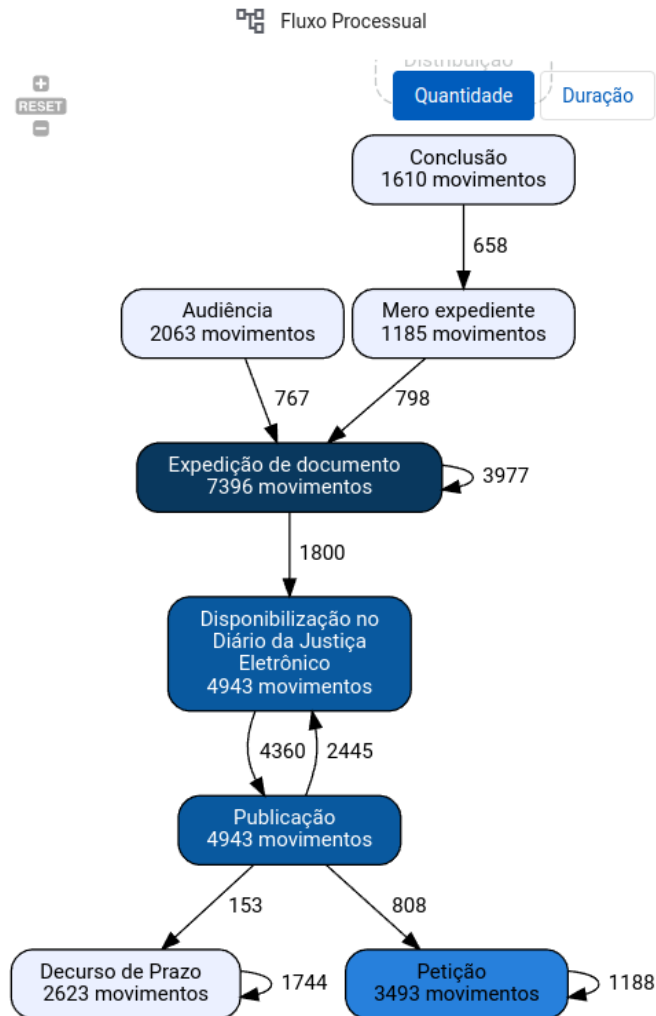 Fluxo Processual
Distribuição
RESET
Quantidade
Duração
Conclusão
1610 movimentos
658
Audiência
2063 movimentos
Mero expediente
1185 movimentos
767
798
Expedição de documento
7396 movimentos
3977
1800
Disponibilização no
Diário da Justiça
Eletrônico
4943 movimentos
4360
2445
Publicação
4943 movimentos
153
808
Decurso de Prazo
2623 movimentos
1744
Petição
3493 movimentos
1188